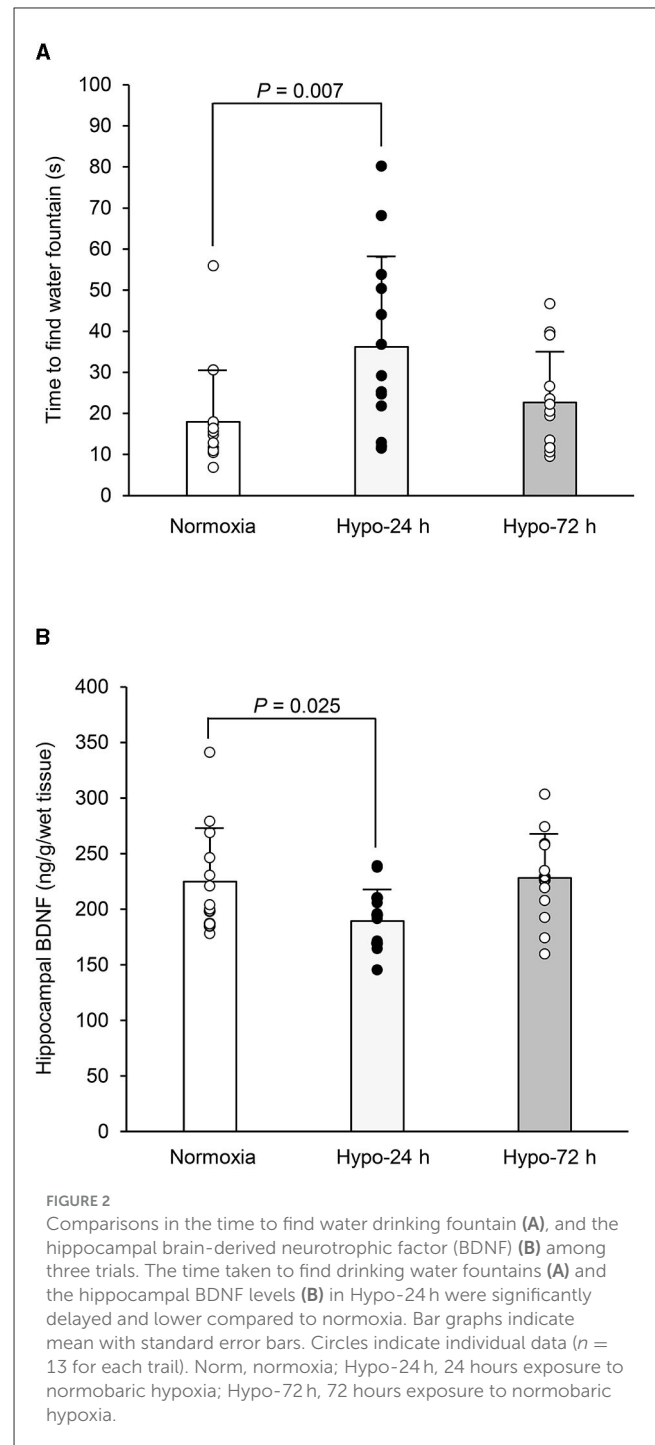 A
P = 0.007
Time to find water fountain (s)
100
90
80
70
60
50
40
30
20
10
0
Normoxia Hypo-24 h Hypo-72 h
B
P = 0.025
Hippocampal BDNF (ng/g/wet tissue)
400
350
300
250
200
150
100
50
0
Normoxia Hypo-24 h Hypo-72 h
FIGURE 2
Comparisons in the time to find water drinking fountain (A), and the
hippocampal brain-derived neurotrophic factor (BDNF) (B) among
three trials. The time taken to find drinking water fountains (A) and
the hippocampal BDNF levels (B) in Hypo-24 h were significantly
delayed and lower compared to normoxia. Bar graphs indicate
mean with standard error bars. Circles indicate individual data (n =
13 for each trail). Norm, normoxia; Hypo-24 h, 24 hours exposure to
normobaric hypoxia; Hypo-72 h, 72 hours exposure to normobaric
hypoxia.